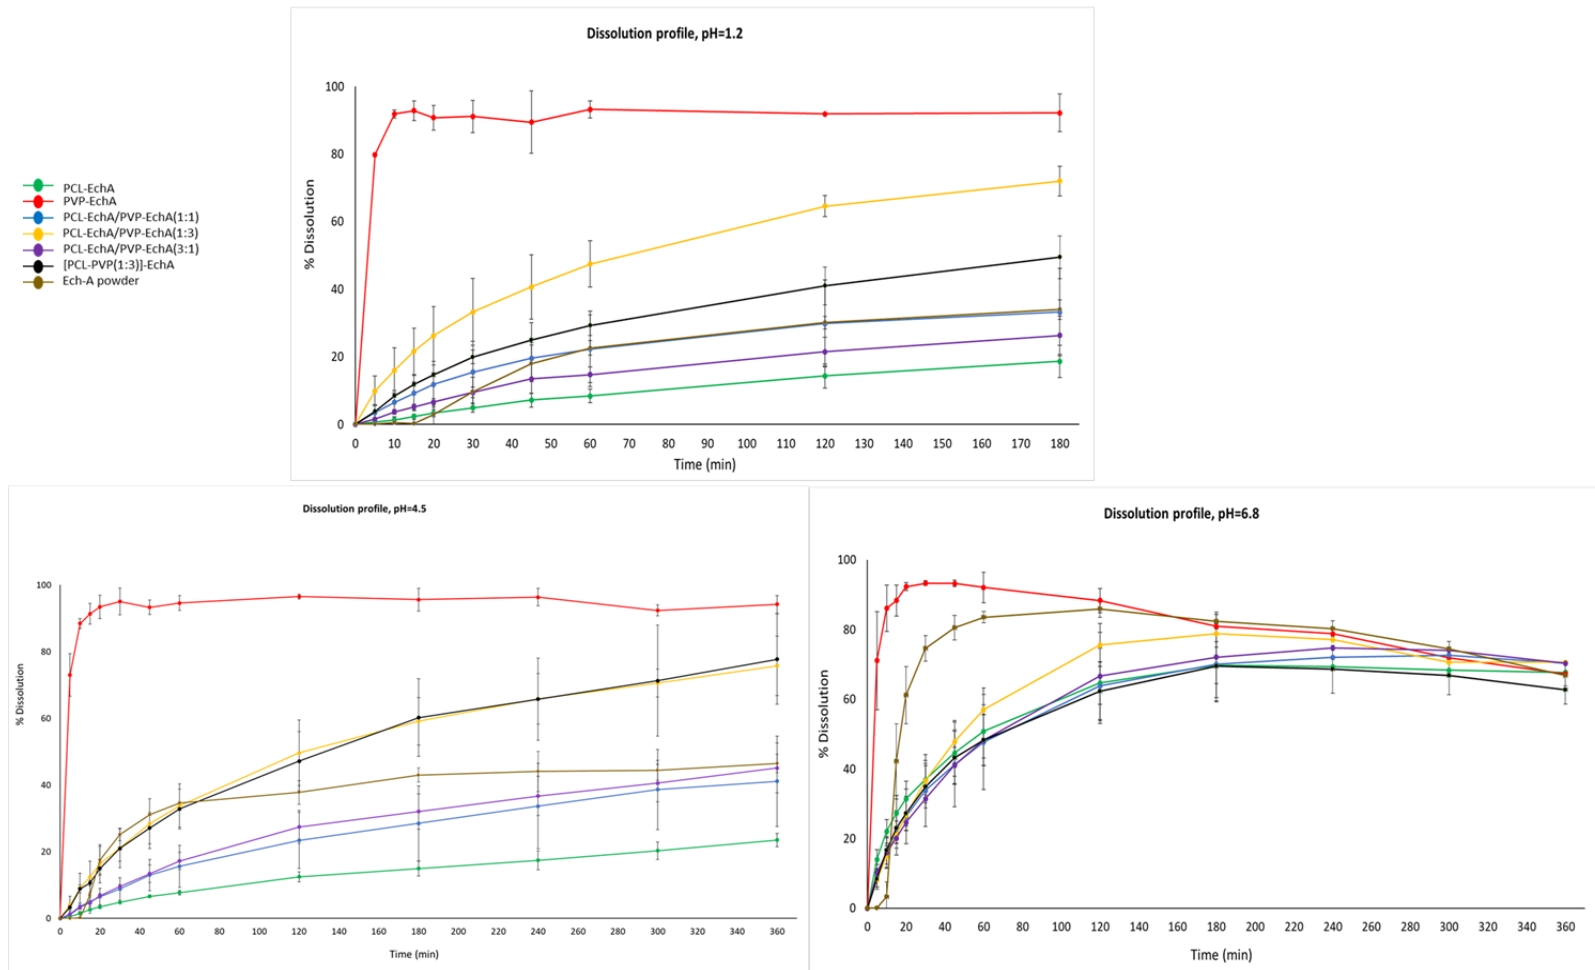 Dissolution profile, pH=1.2
% Dissolution
100
80
60
40
20
0
0 10 20 30 40 50 60 70 80 90 100 110 120 130 140 150 160 170 180
Time (min)
PCL-EchA
PVP-EchA
PCL-EchA/PVP-EchA(1:1)
PCL-EchA/PVP-EchA(1:3)
PCL-EchA/PVP-EchA(3:1)
[PCL-PVP(1:3)]-EchA
Ech-A powder
Dissolution profile, pH=4.5
% Dissolution
100
80
60
40
20
0
0 20 40 60 80 100 120 140 160 180 200 220 240 260 280 300 320 340 360
Time (min)
Dissolution profile, pH=6.8
% Dissolution
100
80
60
40
20
0
0 20 40 60 80 100 120 140 160 180 200 220 240 260 280 300 320 340 360
Time (min)